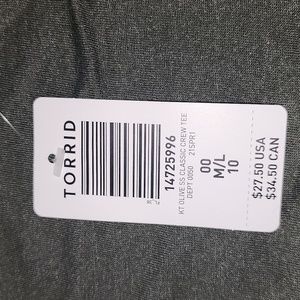 TORRID
14725996
KT OLIVE SS CLASSIC CREW TEE
DEPT 0050 21SPR1
00
M/L
10
$27.50 USA
$34.50 CAN